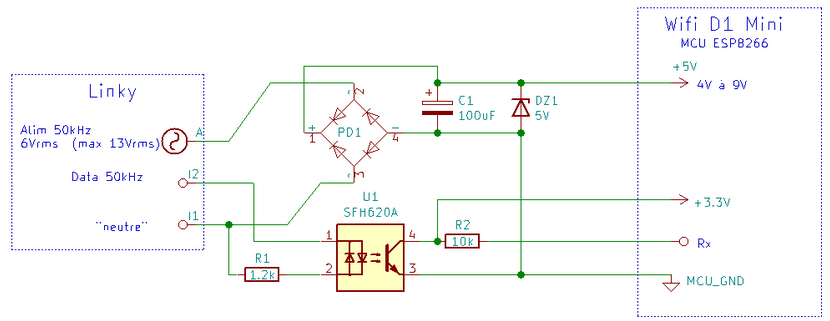 Wifi D1 Mini
MCU ESP8266
Linky
+5V
4V à 9V
2
+
C1
100uF
DZ1
5V
Alim 50kHz
6Vrms (max 13Vrms)
A
+
1
PD1
-
4
Data 50kHz
I2
3
U1
SFH620A
+3.3V
"neutre"
I1
1
4
R2
10k
Rx
R1
1.2k
2
3
MCU_GND